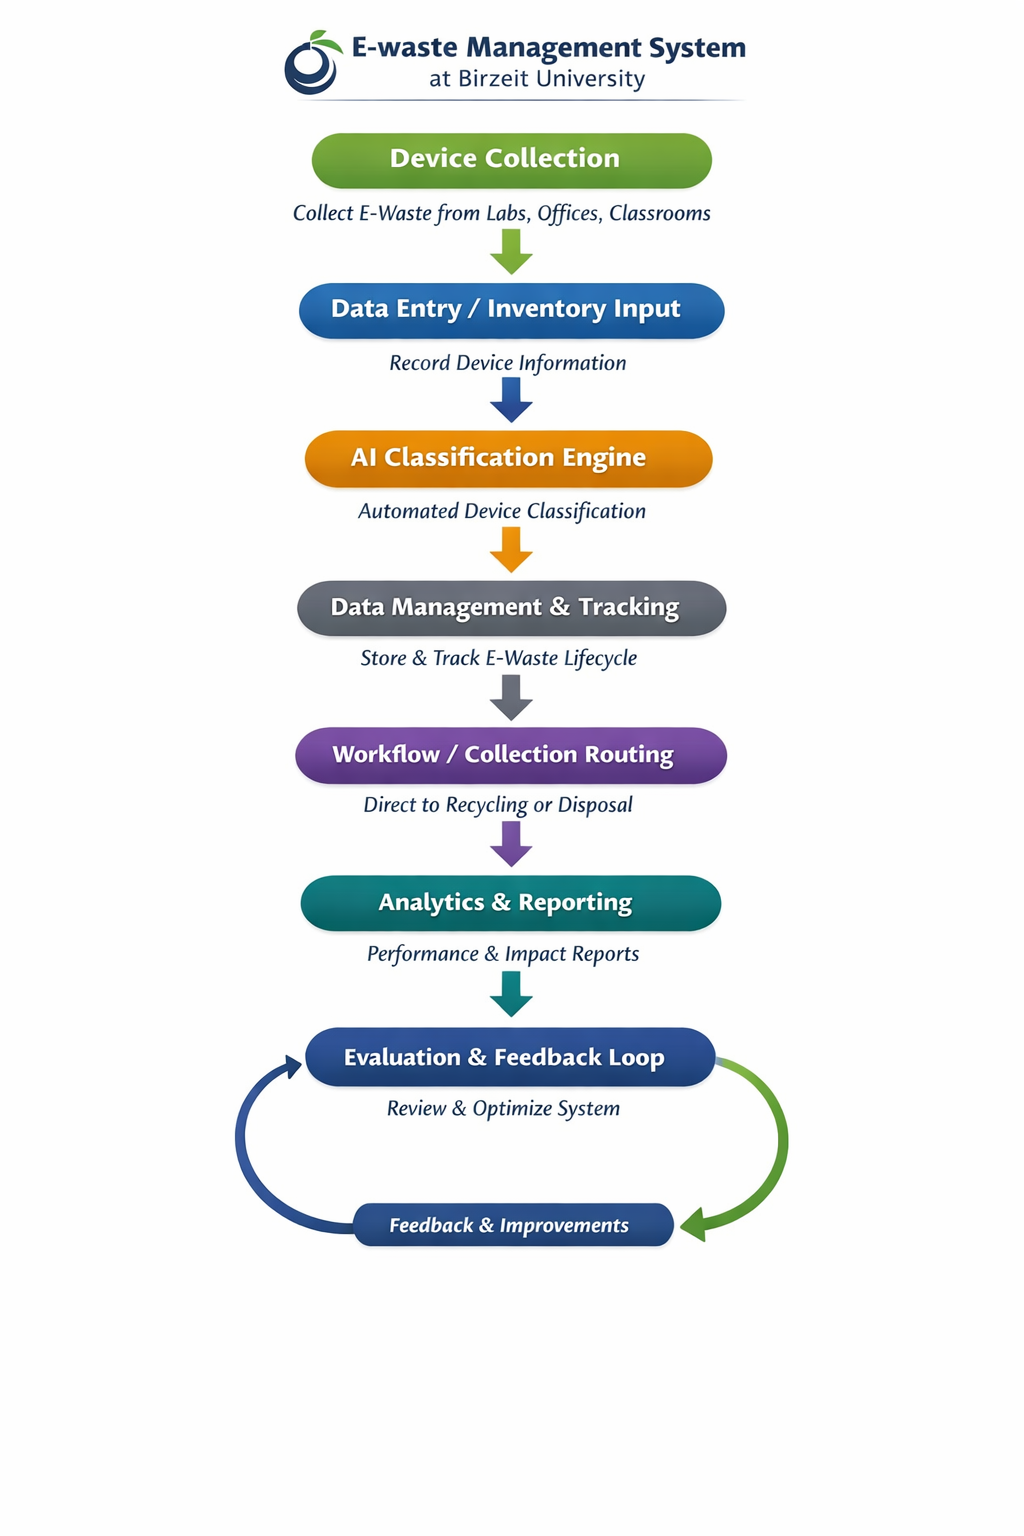 E-waste Management System
at Birzeit University
Device Collection
Collect E-Waste from Labs, Offices, Classrooms
Data Entry / Inventory Input
Record Device Information
AI Classification Engine
Automated Device Classification
Data Management & Tracking
Store & Track E-Waste Lifecycle
Workflow / Collection Routing
Direct to Recycling or Disposal
Analytics & Reporting
Performance & Impact Reports
Evaluation & Feedback Loop
Review & Optimize System
Feedback & Improvements